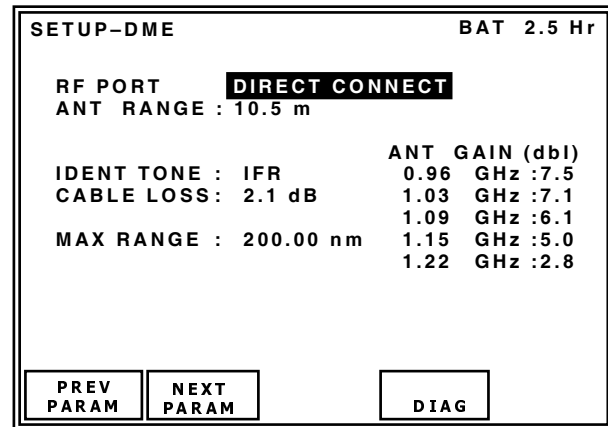 SETUP–DME BAT 2.5 Hr
RF PORT DIRECT CONNECT
ANT RANGE : 10.5 m
ANT GAIN (dbl)
IDENT TONE : IFR 0.96 GHz :7.5
CABLE LOSS: 2.1 dB 1.03 GHz :7.1
1.09 GHz :6.1
MAX RANGE : 200.00 nm 1.15 GHz :5.0
1.22 GHz :2.8
PREV PARAM
NEXT PARAM
DIAG